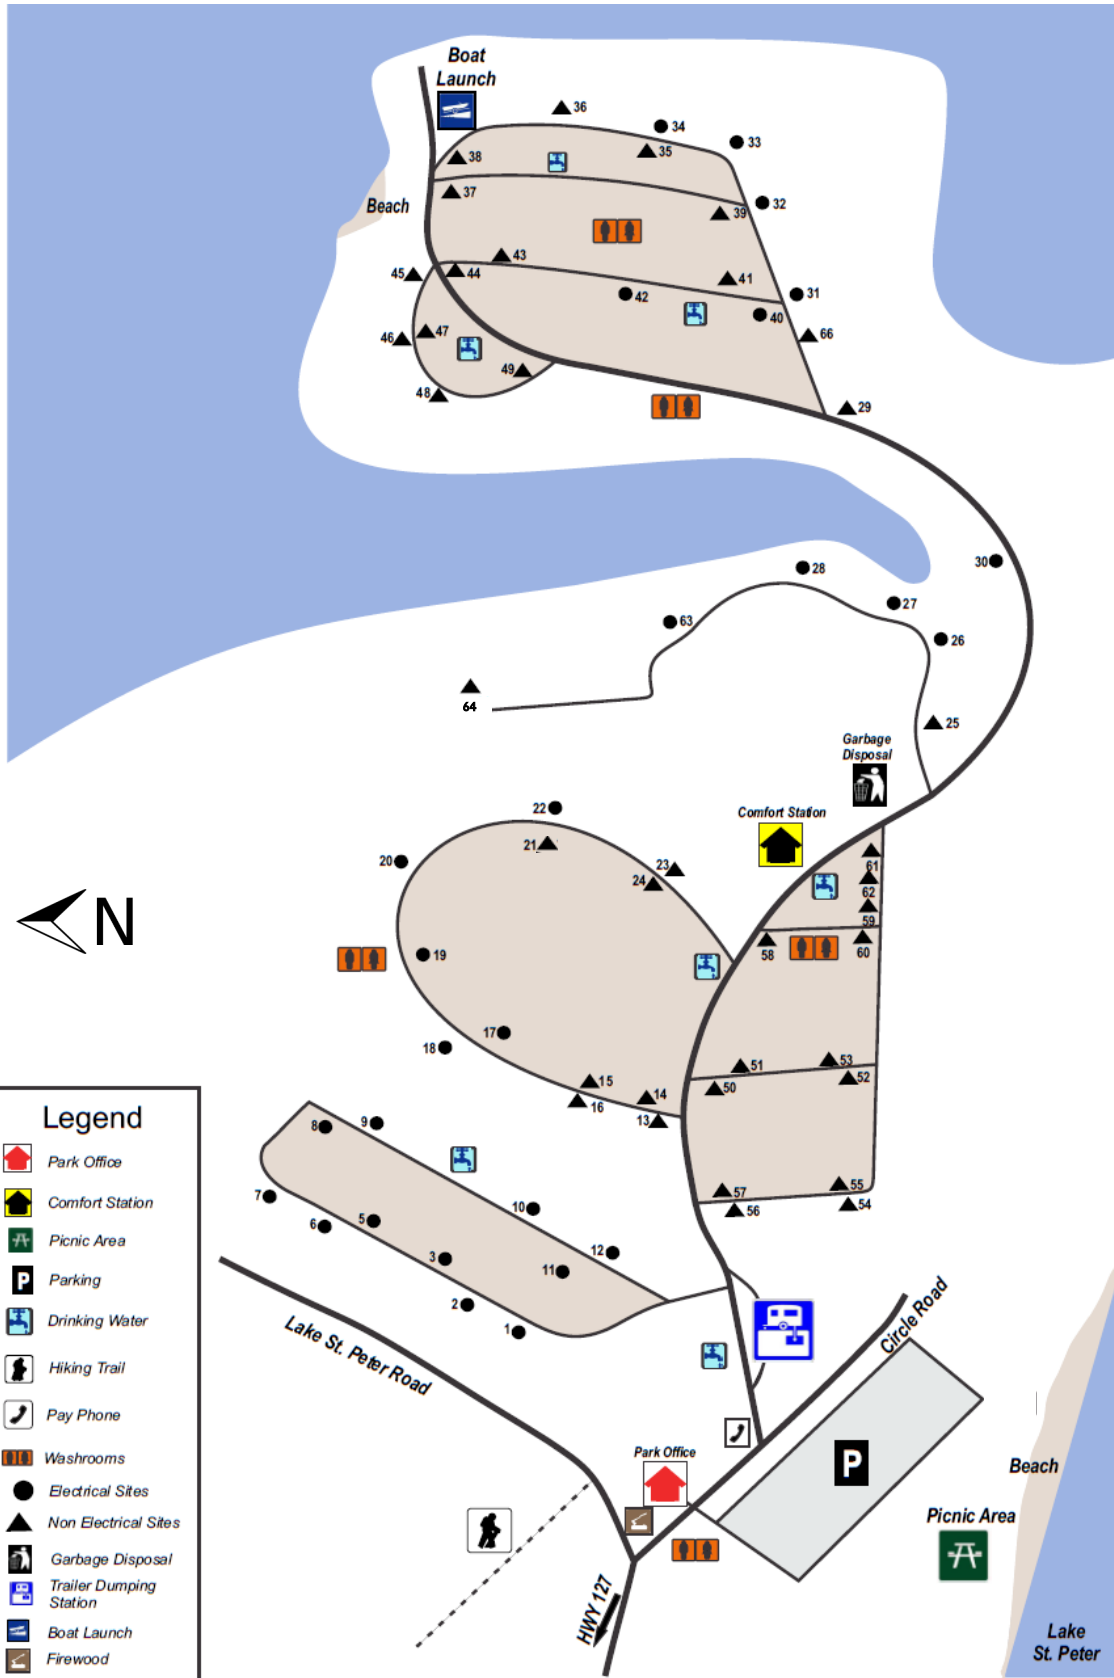 Boat
Launch
36
34
33
35
38
37
Beach
32
39
43
45
44
41
42
31
40
66
46
47
49
48
29
30
28
27
63
26
64
25
Garbage
Disposal
Comfort Station
22
21
20
23
24
61
62
59
58
60
N
19
17
18
51
53
50
52
15
16
14
13
9
8
57
55
56
54
7
6
5
10
3
12
11
2
1
Lake St. Peter Road
Circle Road
Park Office
P
Beach
Picnic Area
HWY 127
Lake
St. Peter
Legend
Park Office
Comfort Station
Picnic Area
P
Parking
Drinking Water
Hiking Trail
Pay Phone
Washrooms
Electrical Sites
Non Electrical Sites
Garbage Disposal
Trailer Dumping
Station
Boat Launch
Firewood